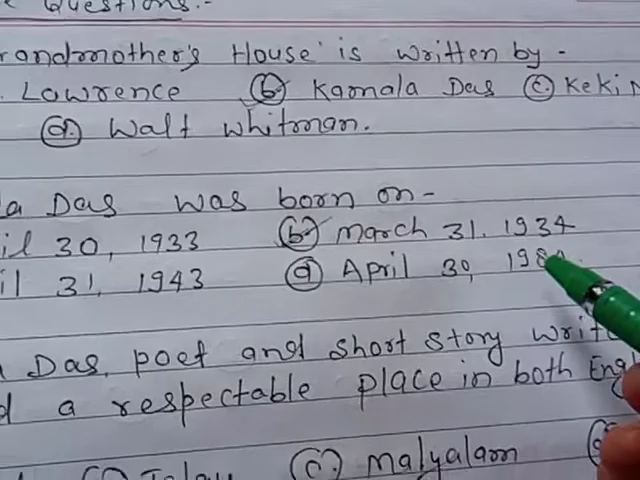 Questions:-
randmother's House is written by -
. Lowrence (b) Kamala Das (c) Keki N
(d) Walt Whitman.
a Das was born on-
il 30, 1933 (b) March 31. 1934
il 31, 1943 (d) April 30,
Das, poet and short story write
d a respectable place in both Eng
(c) Malyalam